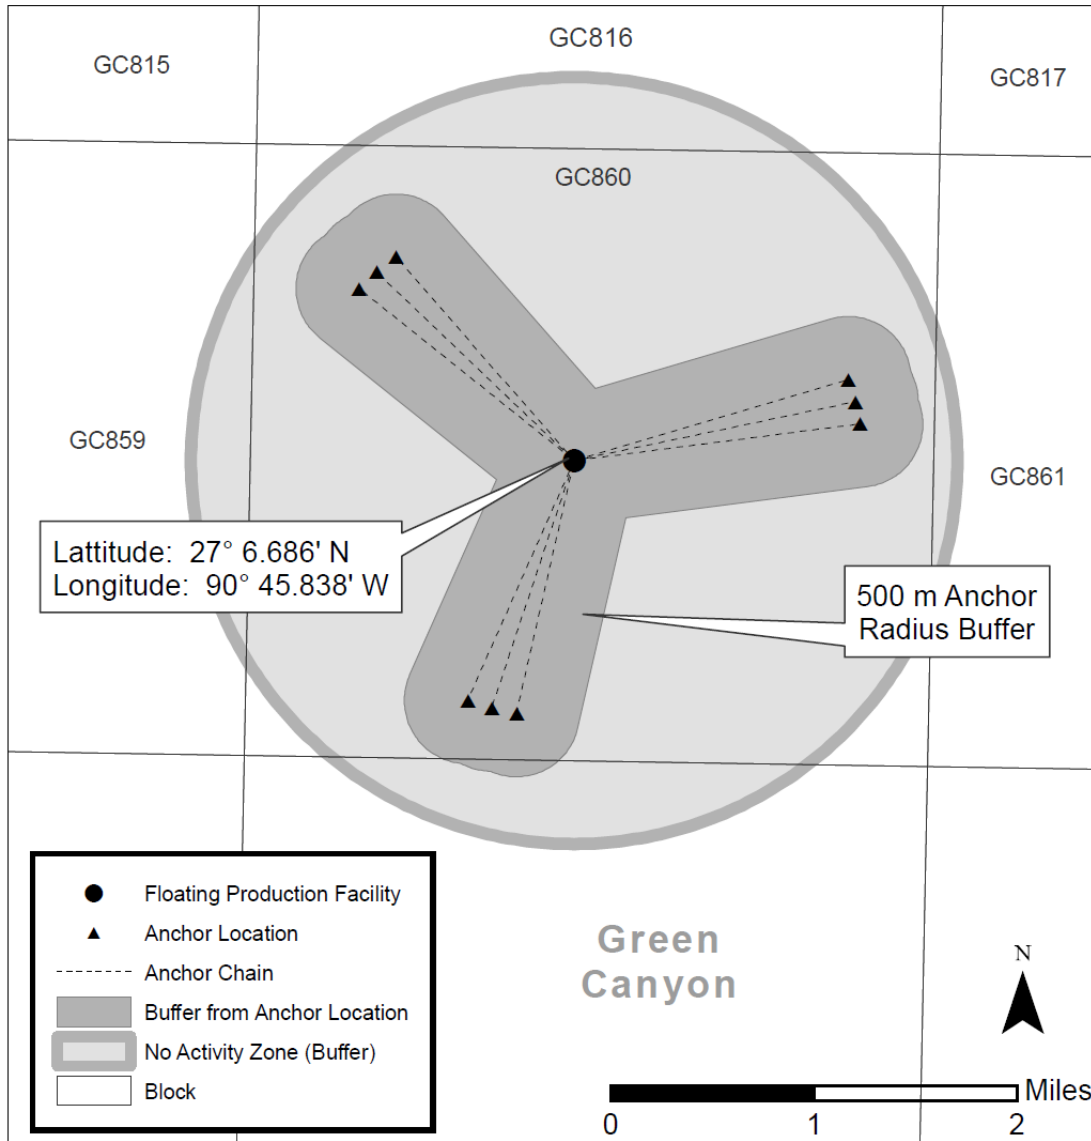 GC816
GC815
GC817
GC860
GC859
GC861
Lattitude:  27° 6.686' N
Longitude:  90° 45.838' W
500 m Anchor
Radius Buffer
Floating Production Facility
Anchor Location
Anchor Chain
Buffer from Anchor Location
No Activity Zone (Buffer)
Block
Green
Canyon
N
Miles
0 1 2